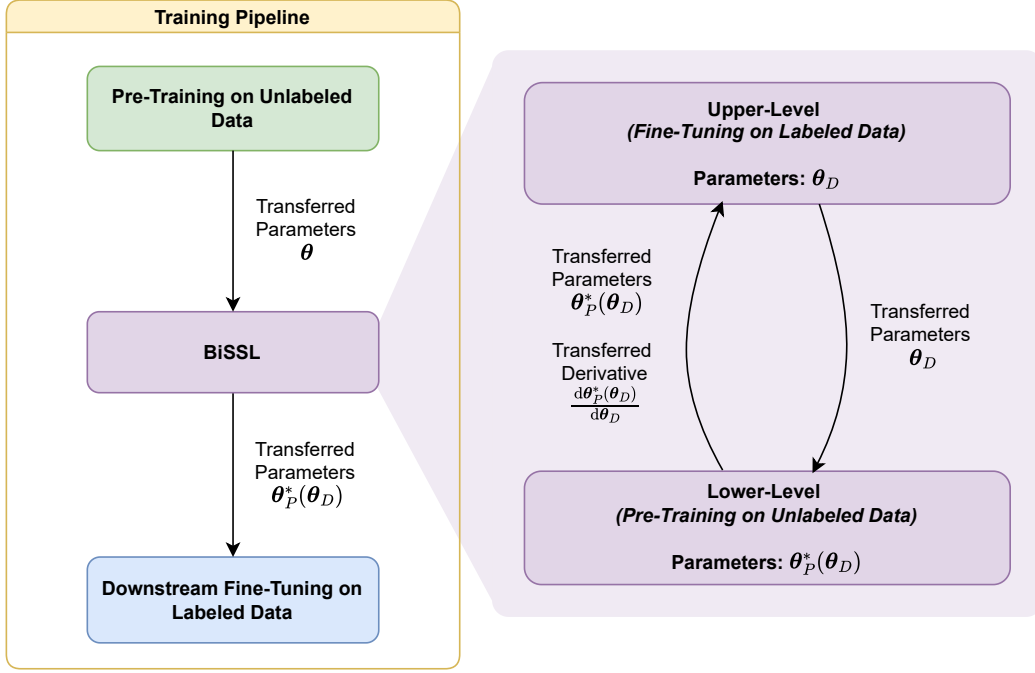 Training Pipeline
Pre-Training on Unlabeled
Data
Transferred
Parameters
θ
BiSSL
Transferred
Parameters
θ*_P(θ_D)
Downstream Fine-Tuning on
Labeled Data
Upper-Level
(Fine-Tuning on Labeled Data)
Parameters: θ_D
Transferred
Parameters
θ*_P(θ_D)
Transferred
Derivative
dθ*_P(θ_D)
dθ_D
Transferred
Parameters
θ_D
Lower-Level
(Pre-Training on Unlabeled Data)
Parameters: θ*_P(θ_D)